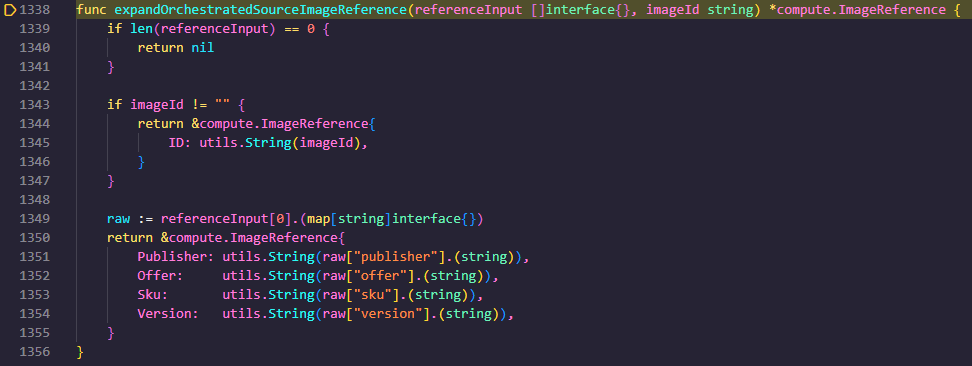 1338 func expandOrchestratedSourceImageReference(referenceInput []interface{}, imageId string) *compute.ImageReference {
1339     if len(referenceInput) == 0 {
1340         return nil
1341     }
1342
1343     if imageId != "" {
1344         return &compute.ImageReference{
1345             ID: utils.String(imageId),
1346         }
1347     }
1348
1349     raw := referenceInput[0].(map[string]interface{})
1350     return &compute.ImageReference{
1351         Publisher: utils.String(raw["publisher"].(string)),
1352         Offer:     utils.String(raw["offer"].(string)),
1353         Sku:       utils.String(raw["sku"].(string)),
1354         Version:   utils.String(raw["version"].(string)),
1355     }
1356 }